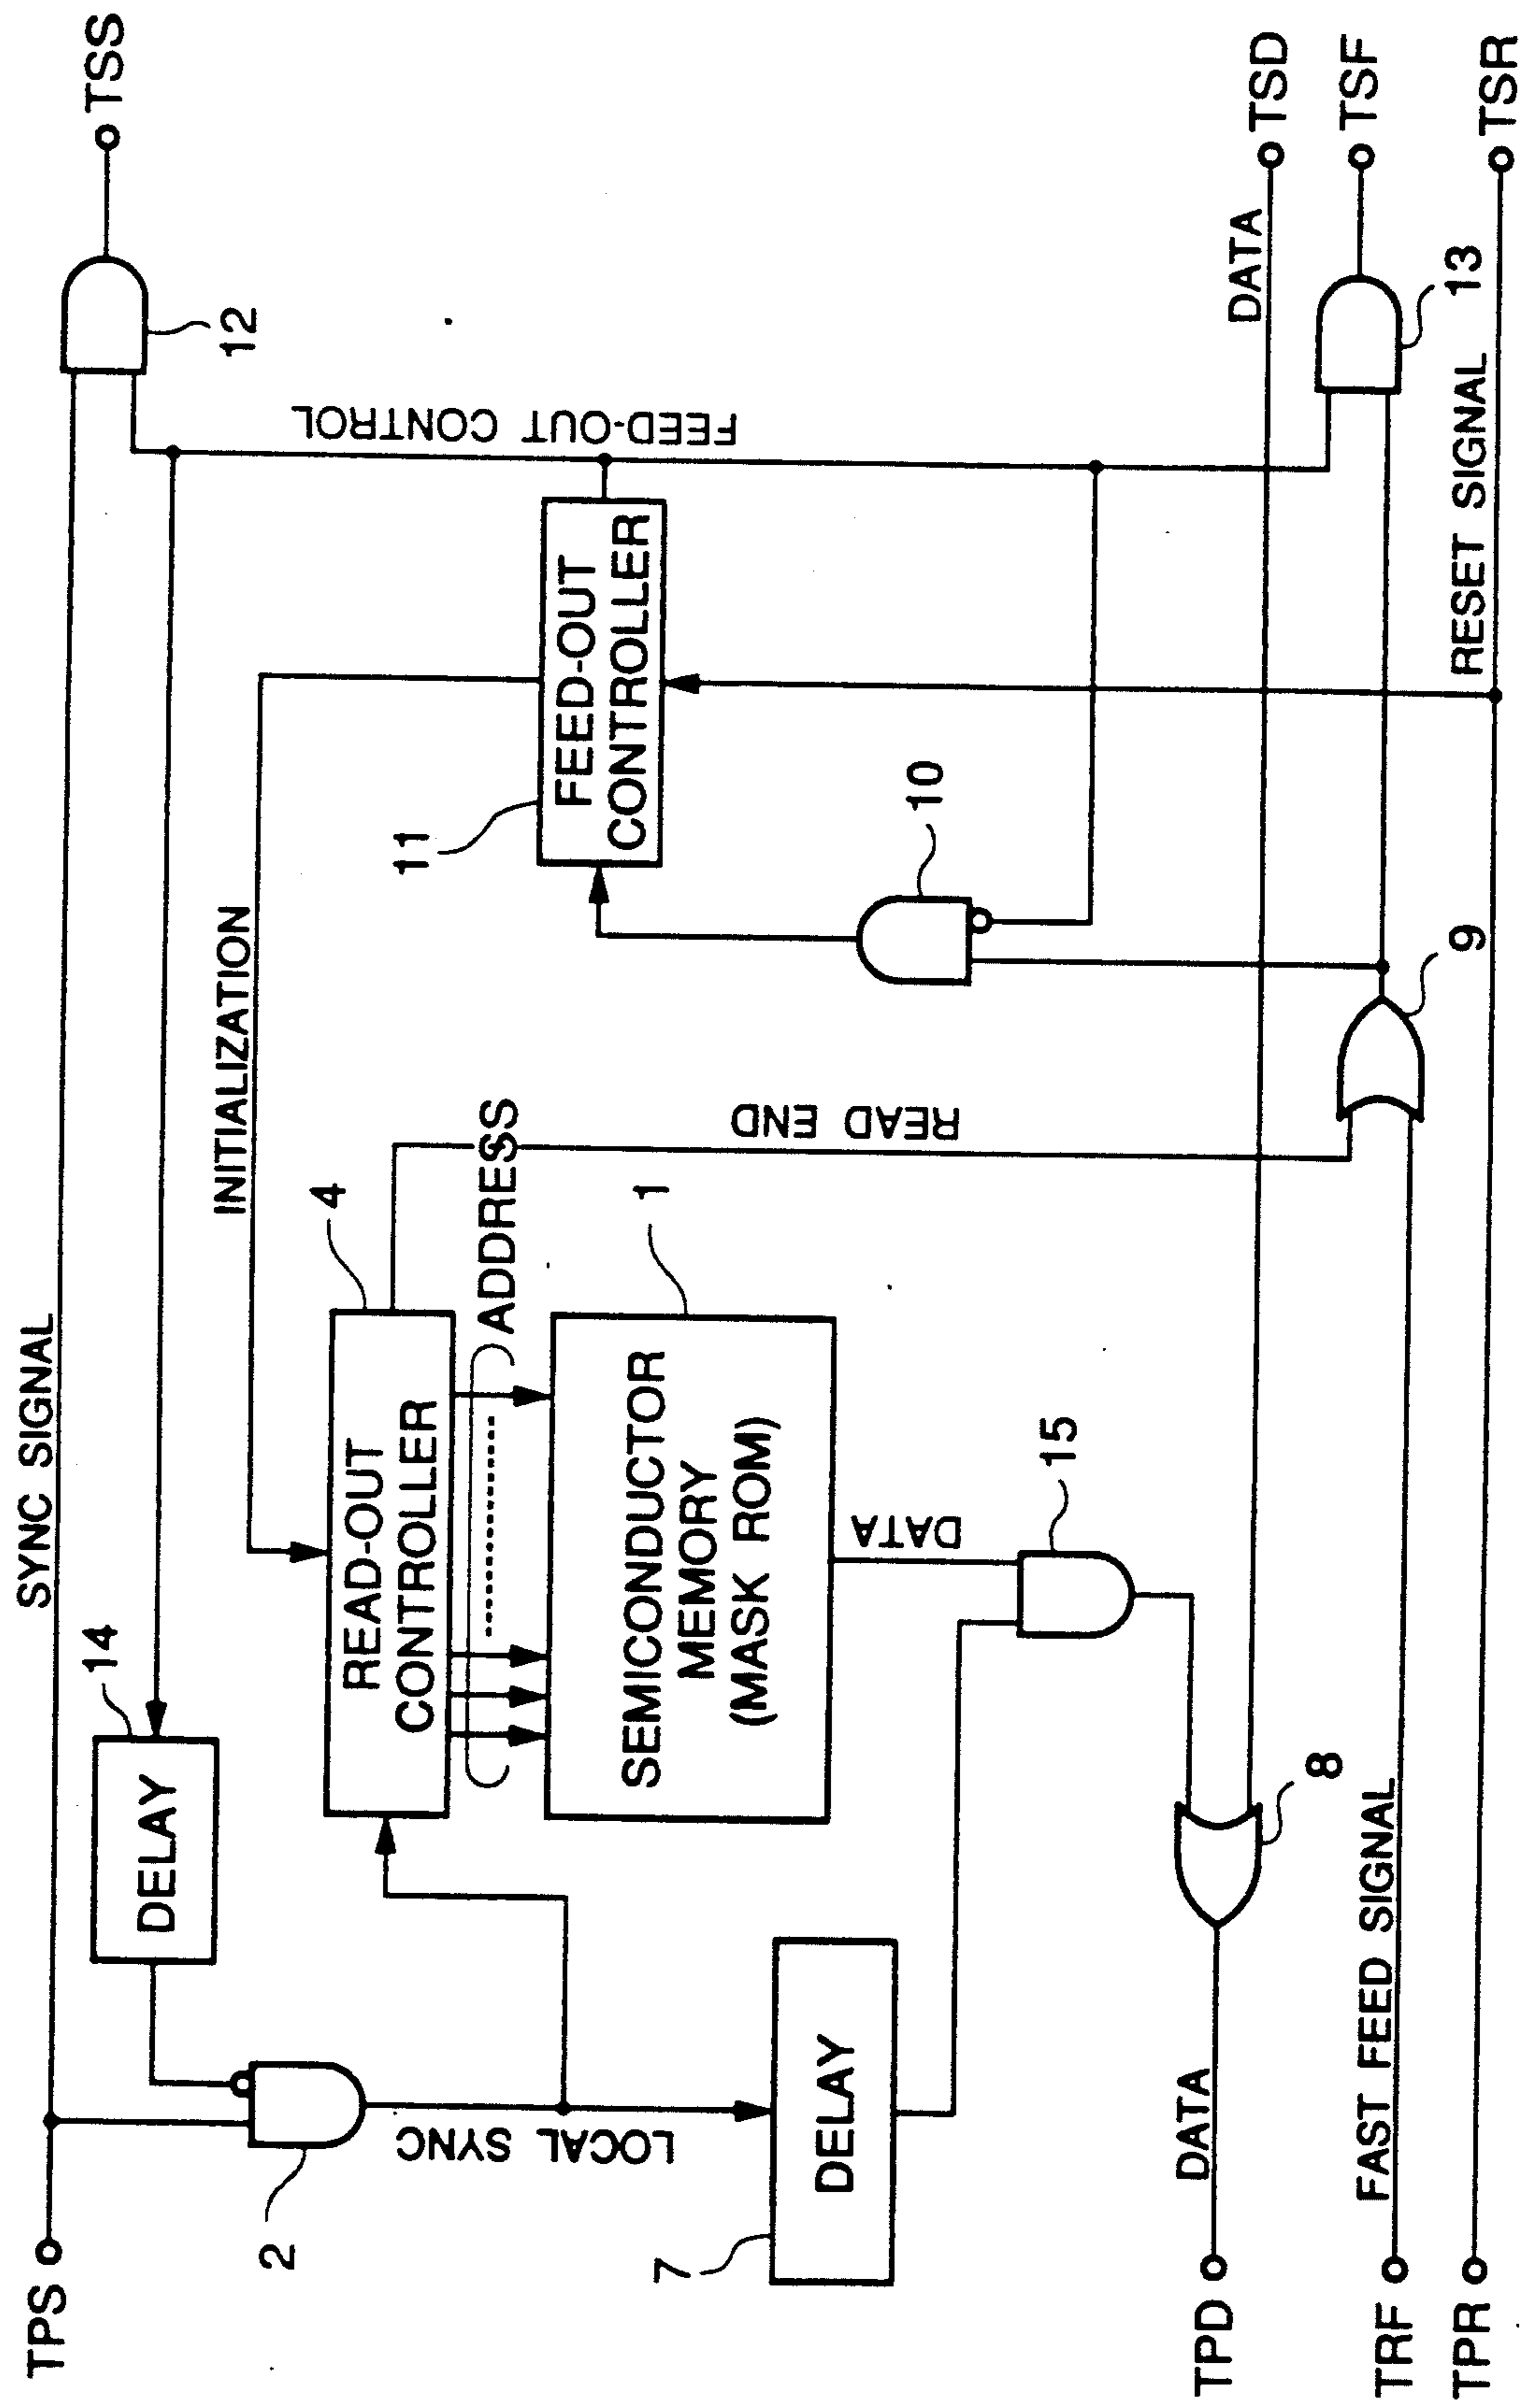 TPS
SYNC SIGNAL
TSS
12
14
DELAY
2
LOCAL SYNC
INITIALIZATION
FEED-OUT CONTROL
4
READ-OUT
CONTROLLER
ADDRESS
11
FEED-OUT
CONTROLLER
1
SEMICONDUCTOR
MEMORY
(MASK ROM)
READ END
10
7
DELAY
DATA
15
TPD
DATA
8
DATA
TSD
TRF
FAST FEED SIGNAL
9
13
TSF
TPR
RESET SIGNAL
TSR